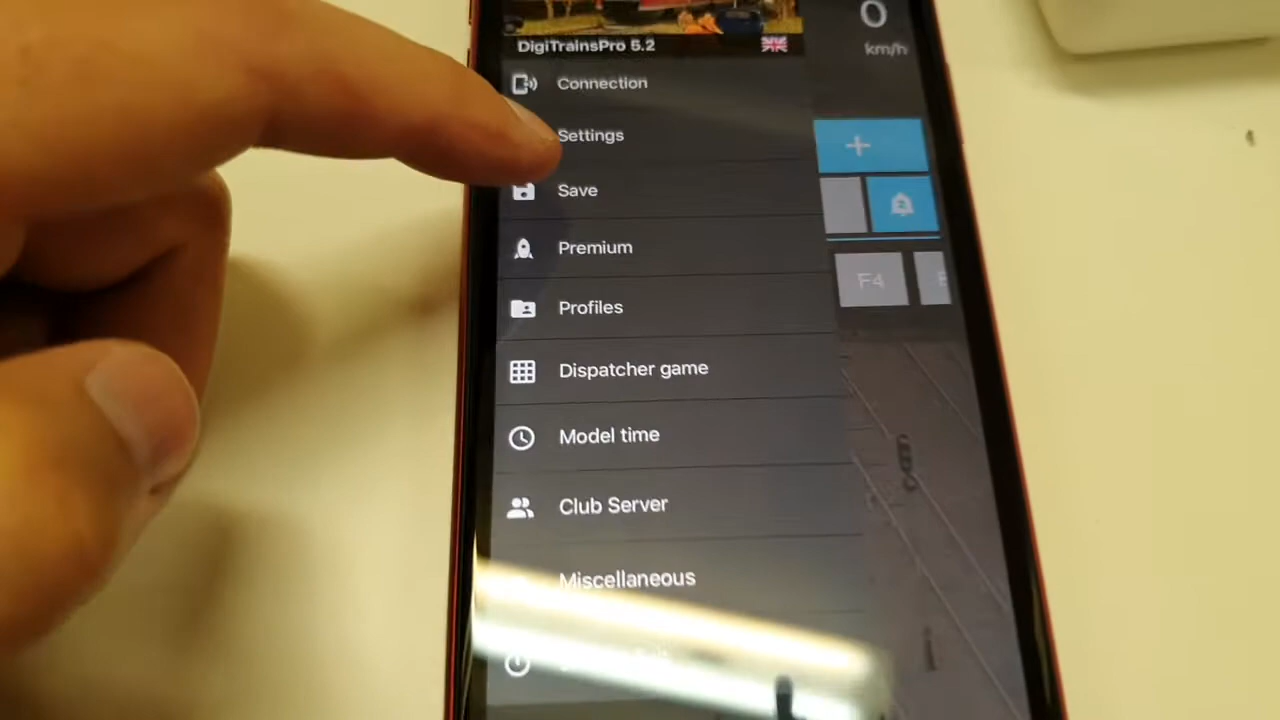 0
km/h
DigiTrainsPro 5.2
Connection
Settings
Save
Premium
Profiles
F4
Dispatcher game
Model time
Club Server
Miscellaneous